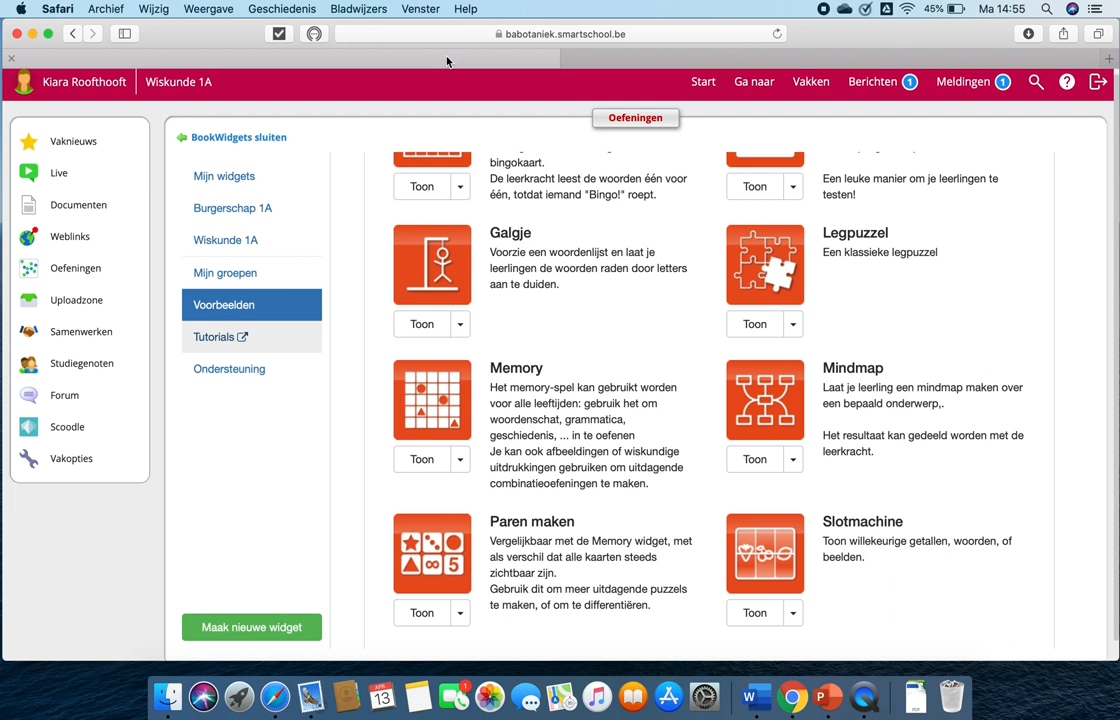 Safari Archief Wijzig Weergave Geschiedenis Bladwijzers Venster Help 45% Ma 14:55
babotaniek.smartschool.be
Kiara Roofthooft Wiskunde 1A Start Ga naar Vakken Berichten 1 Meldingen 1
Oefeningen
Vaknieuws
Live
Documenten
Weblinks
Oefeningen
Uploadzone
Samenwerken
Studiegenoten
Forum
Scoodle
Vakopties
BookWidgets sluiten
Mijn widgets
Burgerschap 1A
Wiskunde 1A
Mijn groepen
Voorbeelden
Tutorials
Ondersteuning
Maak nieuwe widget
bingokaart.
De leerkracht leest de woorden één voor
één, totdat iemand "Bingo!" roept.
Toon
Een leuke manier om je leerlingen te
testen!
Toon
Galgje
Voorzie een woordenlijst en laat je
leerlingen de woorden raden door letters
aan te duiden.
Toon
Legpuzzel
Een klassieke legpuzzel
Toon
Memory
Het memory-spel kan gebruikt worden
voor alle leeftijden: gebruik het om
woordenschat, grammatica,
geschiedenis, ... in te oefenen
Je kan ook afbeeldingen of wiskundige
uitdrukkingen gebruiken om uitdagende
combinatieoefeningen te maken.
Toon
Mindmap
Laat je leerling een mindmap maken over
een bepaald onderwerp,.
Het resultaat kan gedeeld worden met de
leerkracht.
Toon
Paren maken
Vergelijkbaar met de Memory widget, met
als verschil dat alle kaarten steeds
zichtbaar zijn.
Gebruik dit om meer uitdagende puzzels
te maken, of om te differentiëren.
Toon
Slotmachine
Toon willekeurige getallen, woorden, of
beelden.
Toon
APR
13
1